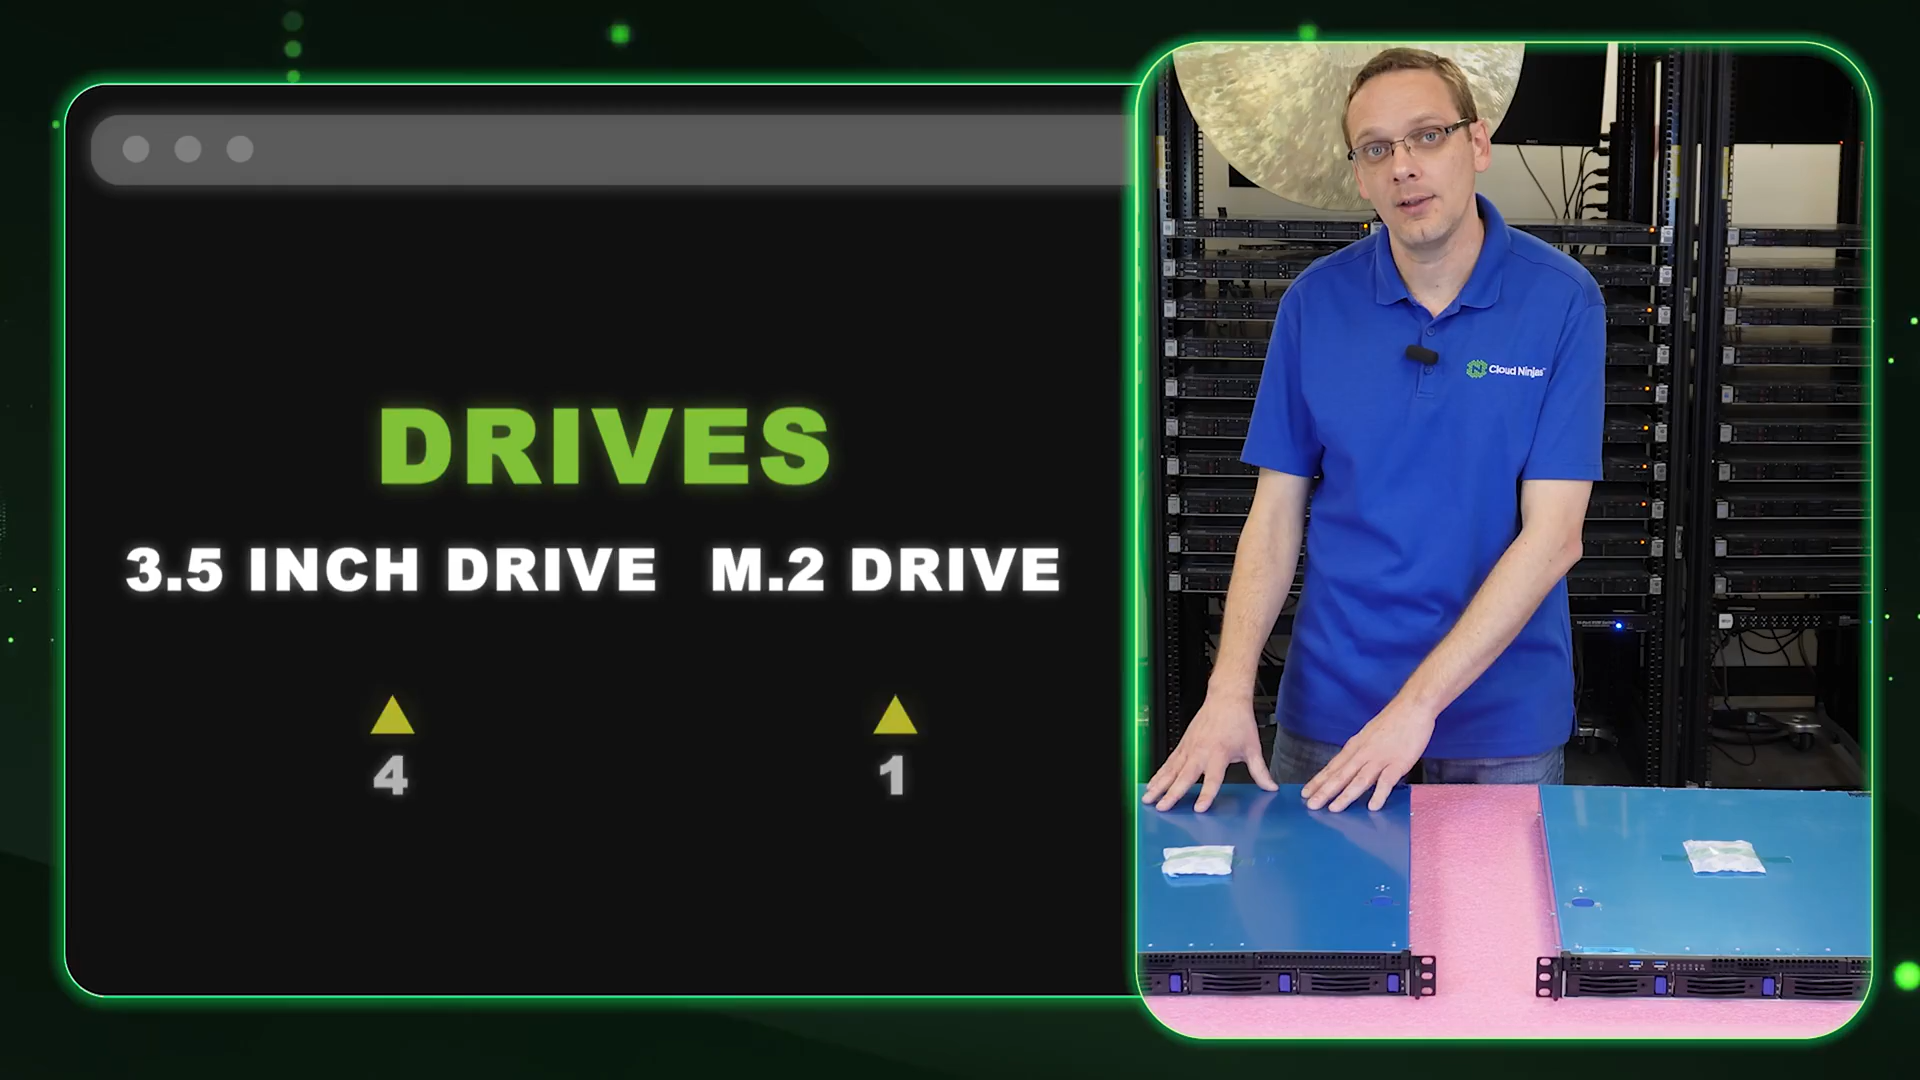 DRIVES
3.5 INCH DRIVE M.2 DRIVE
4 1
Cloud Ninjas